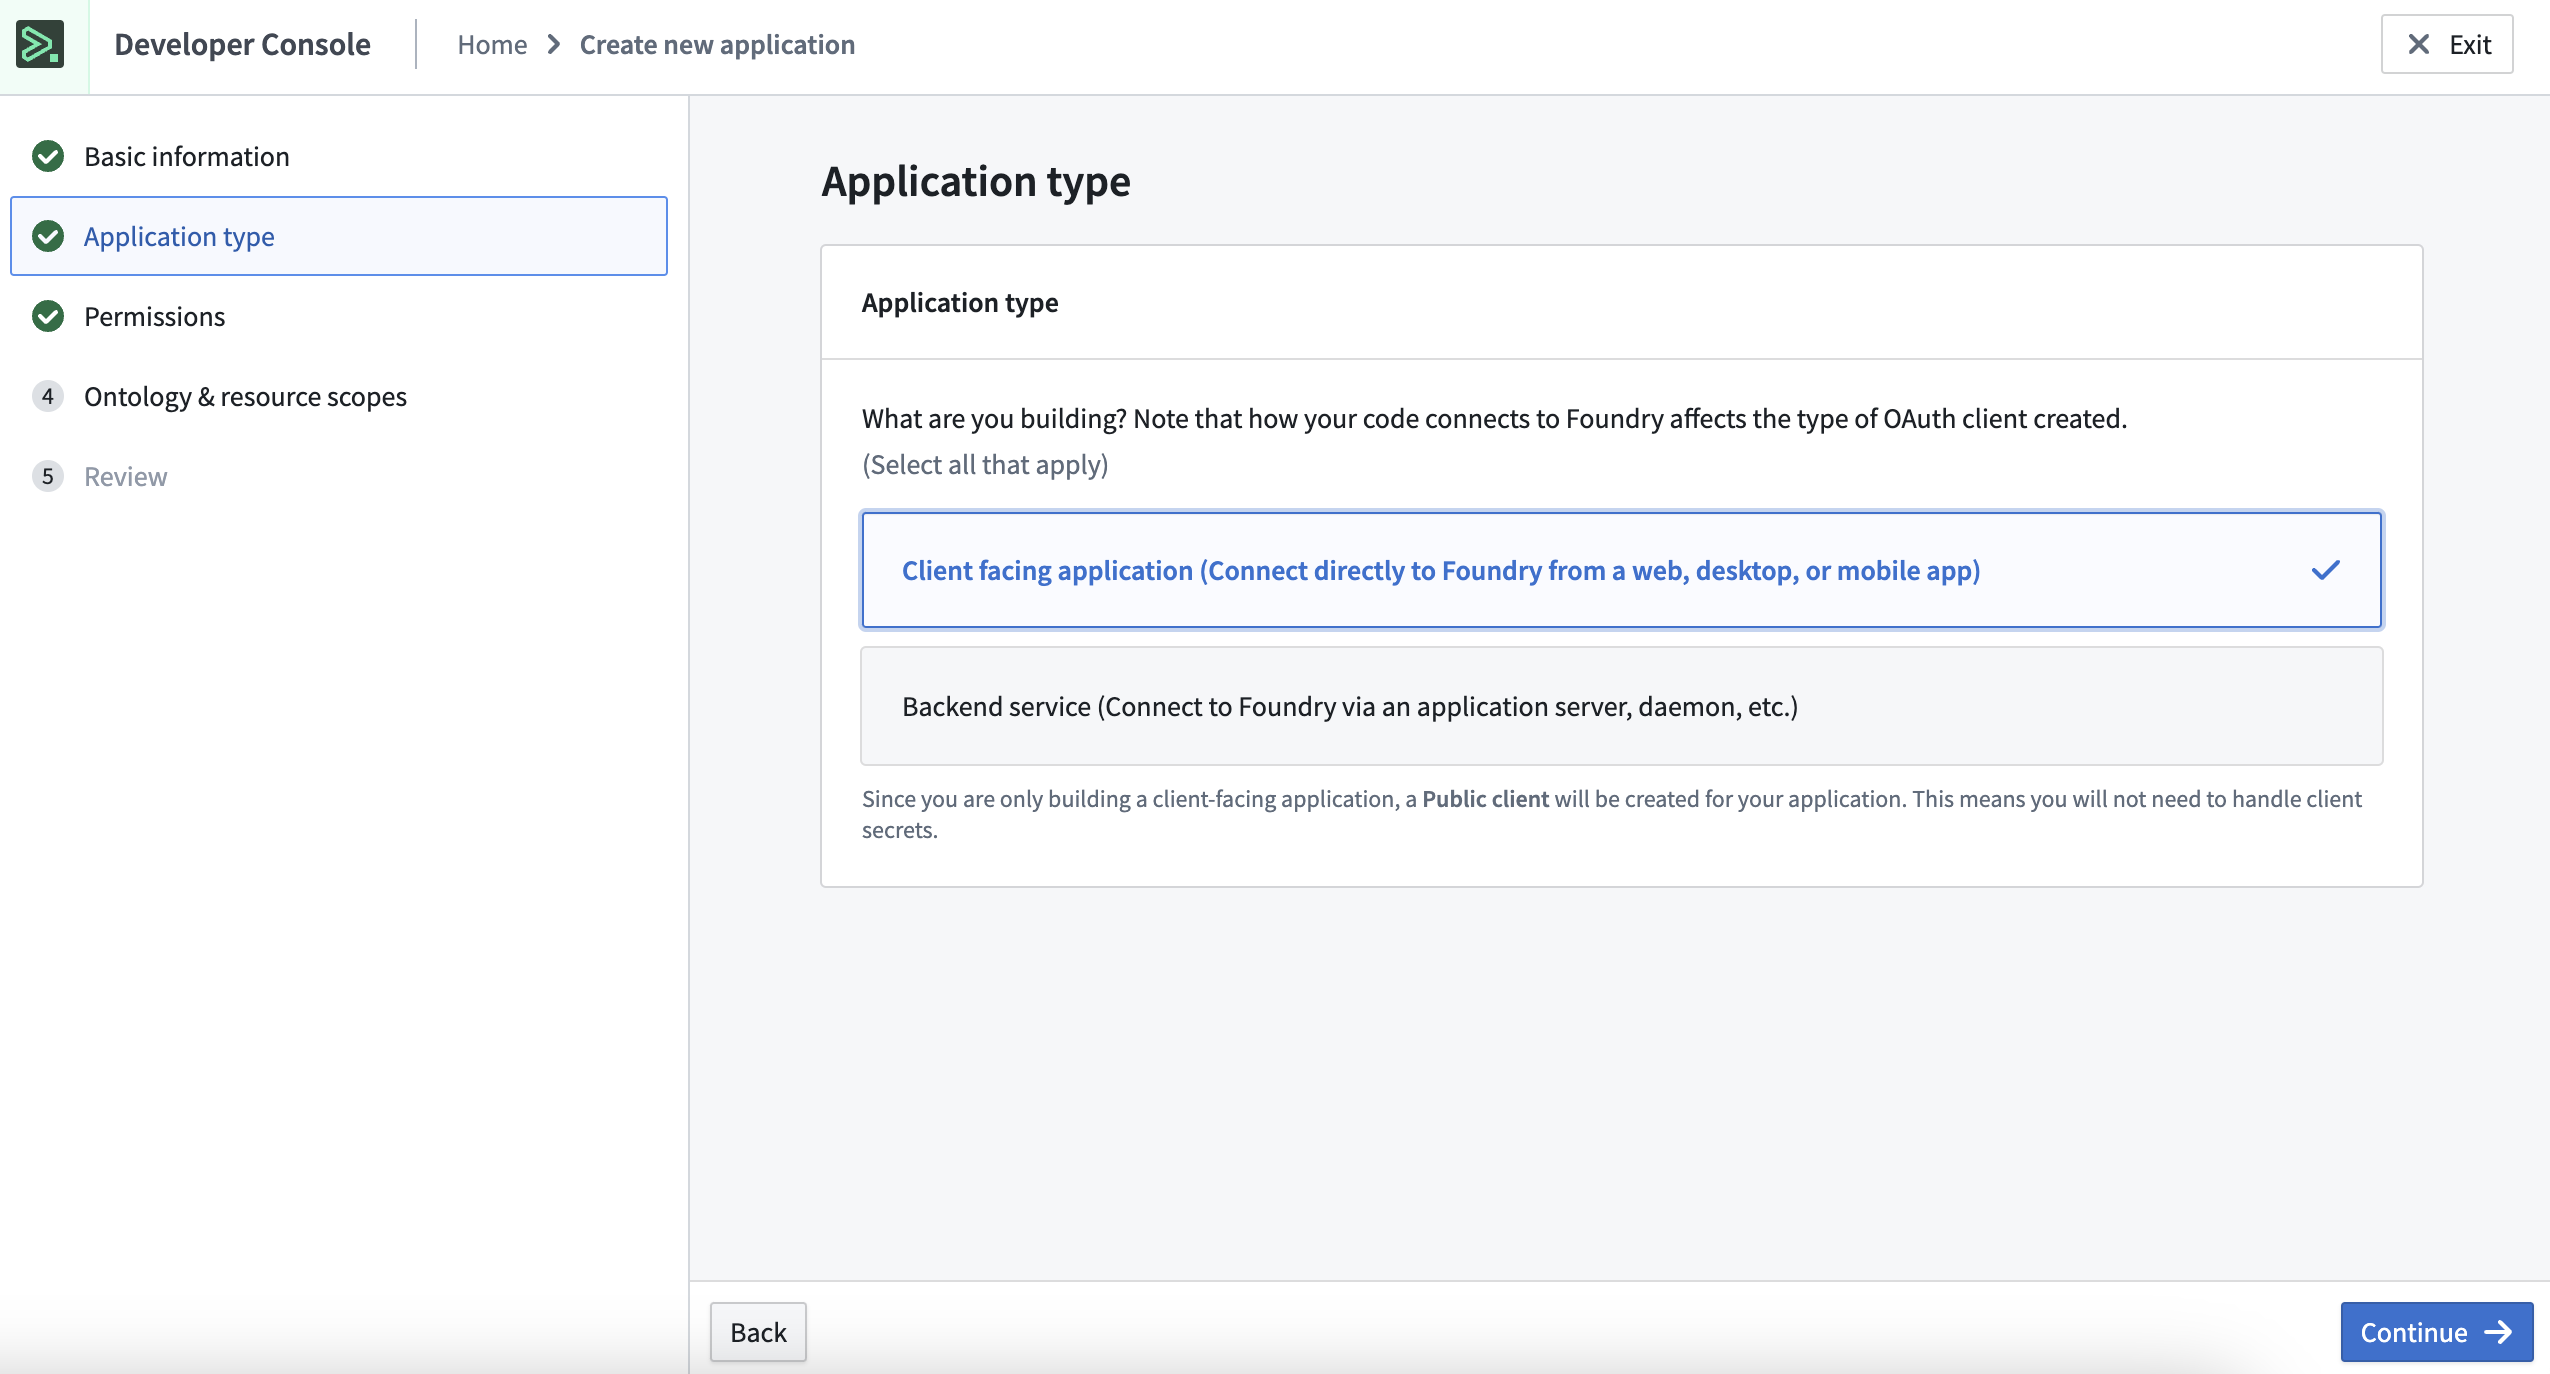 Developer Console
Home > Create new application
Exit
Basic information
Application type
Permissions
4 Ontology & resource scopes
5 Review
Application type
Application type
What are you building? Note that how your code connects to Foundry affects the type of OAuth client created.
(Select all that apply)
Client facing application (Connect directly to Foundry from a web, desktop, or mobile app)
Backend service (Connect to Foundry via an application server, daemon, etc.)
Since you are only building a client-facing application, a Public client will be created for your application. This means you will not need to handle client
secrets.
Back
Continue